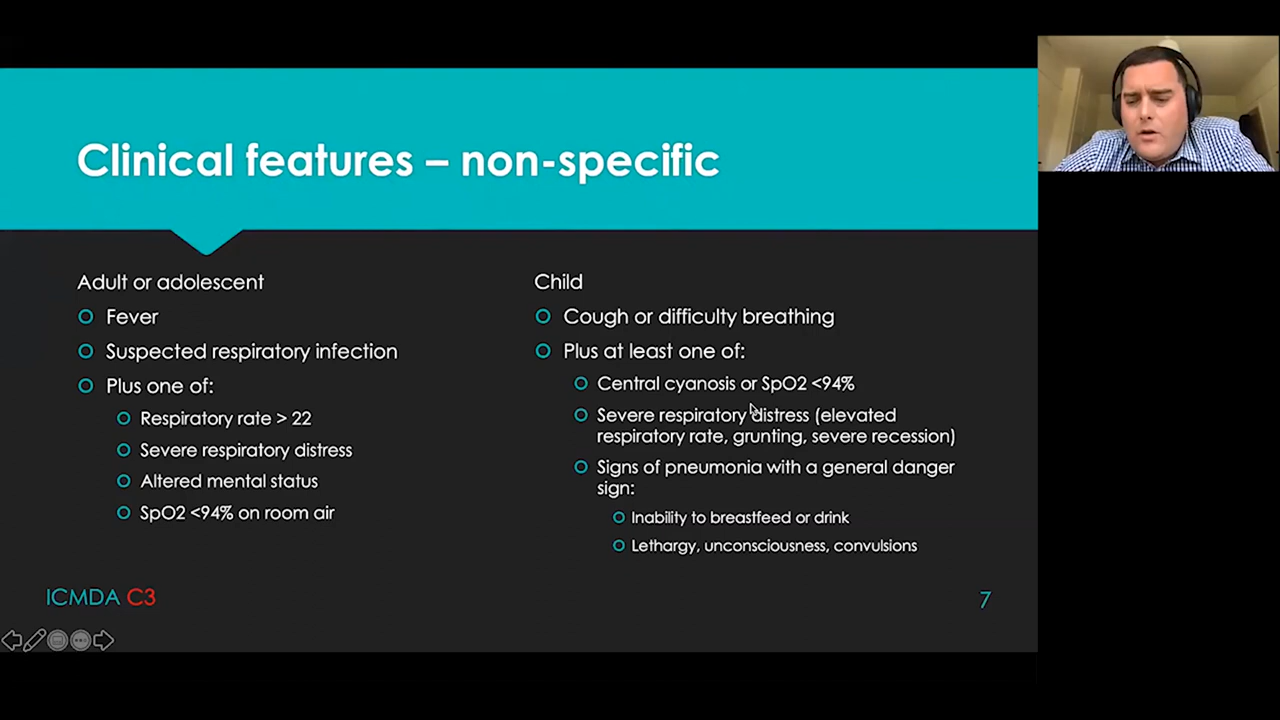 Clinical features – non-specific
Adult or adolescent
Fever
Suspected respiratory infection
Plus one of:
Respiratory rate > 22
Severe respiratory distress
Altered mental status
SpO2 <94% on room air
Child
Cough or difficulty breathing
Plus at least one of:
Central cyanosis or SpO2 <94%
Severe respiratory distress (elevated
respiratory rate, grunting, severe recession)
Signs of pneumonia with a general danger
sign:
Inability to breastfeed or drink
Lethargy, unconsciousness, convulsions
ICMDA C3
7